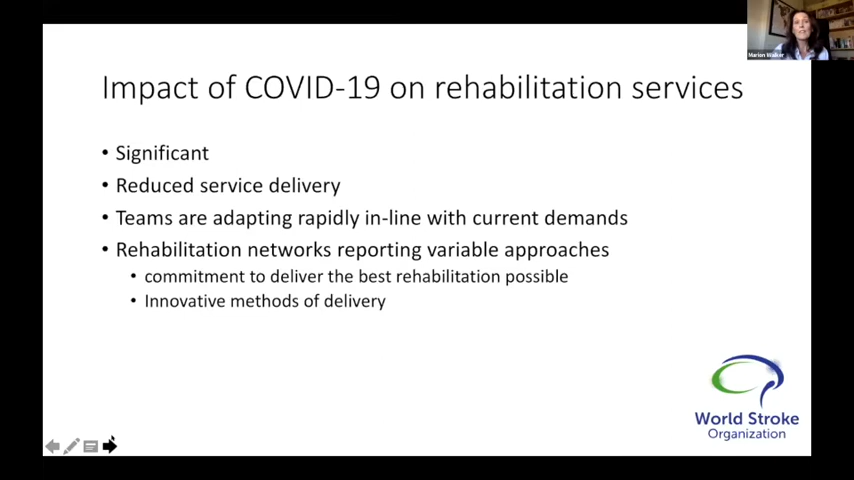 Marion Walker
Impact of COVID-19 on rehabilitation services
• Significant
• Reduced service delivery
• Teams are adapting rapidly in-line with current demands
• Rehabilitation networks reporting variable approaches
• commitment to deliver the best rehabilitation possible
• Innovative methods of delivery
World Stroke
Organization